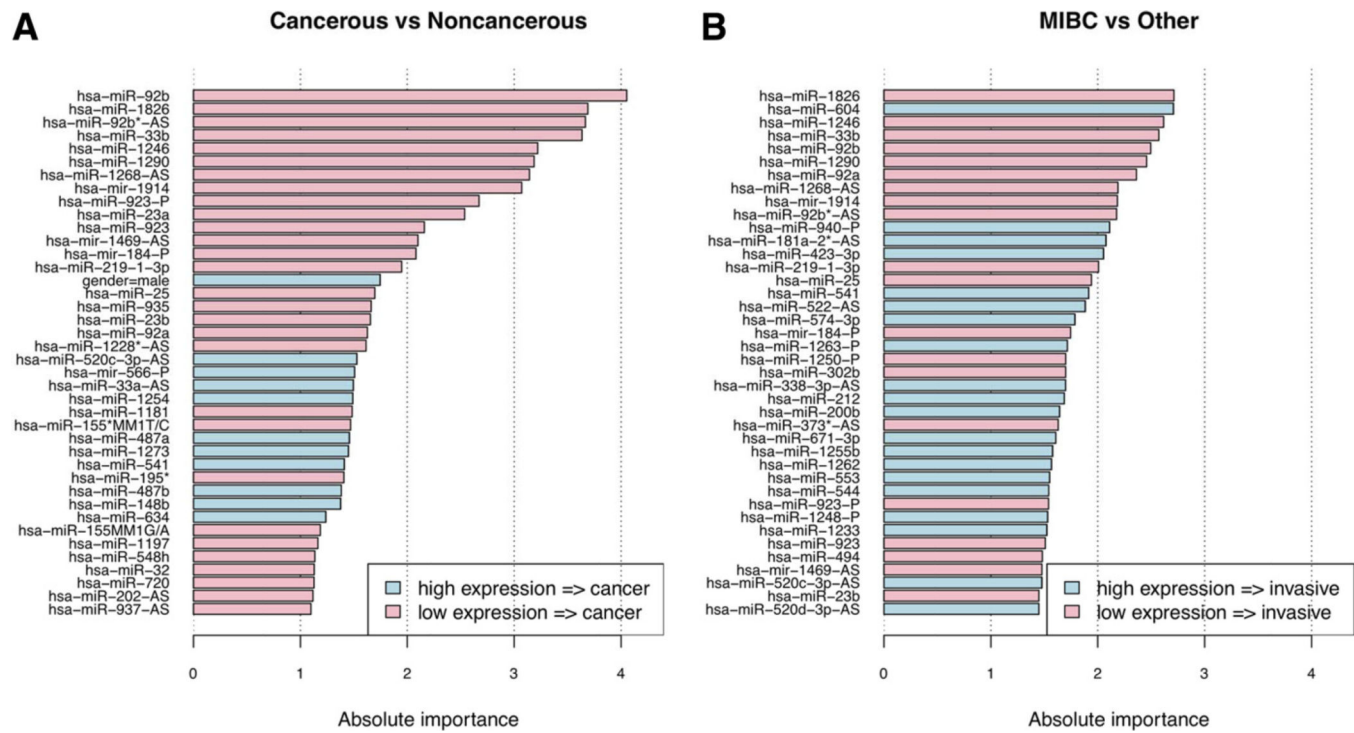 A
Cancerous vs Noncancerous
hsa-miR-92b
hsa-miR-1826
hsa-miR-92b*-AS
hsa-miR-33b
hsa-miR-1246
hsa-miR-1290
hsa-miR-1268-AS
hsa-mir-1914
hsa-miR-923-P
hsa-miR-23a
hsa-miR-923
hsa-mir-1469-AS
hsa-mir-184-P
hsa-miR-219-1-3p
gender=male
hsa-miR-25
hsa-miR-935
hsa-miR-23b
hsa-miR-92a
hsa-miR-1228*-AS
hsa-miR-520c-3p-AS
hsa-mir-566-P
hsa-miR-33a-AS
hsa-miR-1254
hsa-miR-1181
hsa-miR-155*MM1T/C
hsa-miR-487a
hsa-miR-1273
hsa-miR-541
hsa-miR-195*
hsa-miR-487b
hsa-miR-148b
hsa-miR-634
hsa-miR-155MM1G/A
hsa-miR-1197
hsa-miR-548h
hsa-miR-32
hsa-miR-720
hsa-miR-202-AS
hsa-miR-937-AS
high expression => cancer
low expression => cancer
0 1 2 3 4
Absolute importance
B
MIBC vs Other
hsa-miR-1826
hsa-miR-604
hsa-miR-1246
hsa-miR-33b
hsa-miR-92b
hsa-miR-1290
hsa-miR-92a
hsa-miR-1268-AS
hsa-mir-1914
hsa-miR-92b*-AS
hsa-miR-940-P
hsa-miR-181a-2*-AS
hsa-miR-423-3p
hsa-miR-219-1-3p
hsa-miR-25
hsa-miR-541
hsa-miR-522-AS
hsa-miR-574-3p
hsa-mir-184-P
hsa-miR-1263-P
hsa-miR-1250-P
hsa-miR-302b
hsa-miR-338-3p-AS
hsa-miR-212
hsa-miR-200b
hsa-miR-373*-AS
hsa-miR-671-3p
hsa-miR-1255b
hsa-miR-1262
hsa-miR-553
hsa-miR-544
hsa-miR-923-P
hsa-miR-1248-P
hsa-miR-1233
hsa-miR-923
hsa-miR-494
hsa-mir-1469-AS
hsa-miR-520c-3p-AS
hsa-miR-23b
hsa-miR-520d-3p-AS
high expression => invasive
low expression => invasive
0 1 2 3 4
Absolute importance